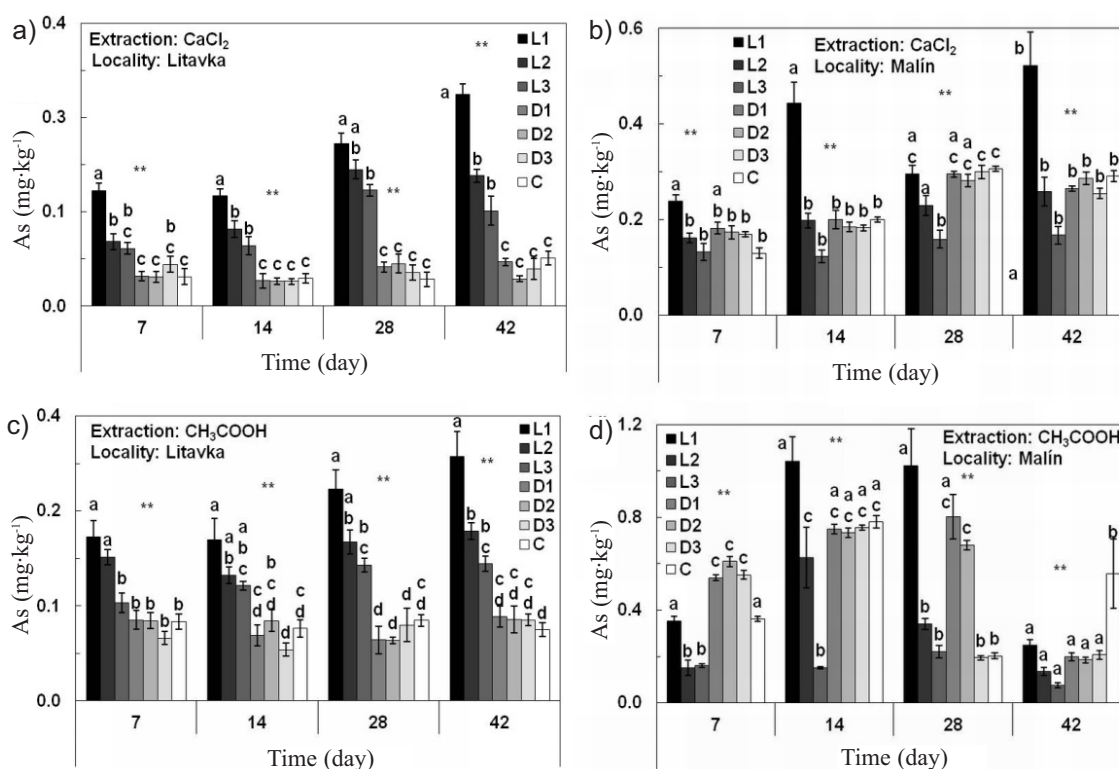 a)
0.4
0.3
0.1
0.0
As (mg·kg-1)
Extraction: CaCl2
Locality: Litavka
L1
L2
L3
D1
D2
D3
C
a b b c c c b c c **
a b b c c c c **
a a b b c c c c **
a b b c c c c **
7 14 28 42
Time (day)
b)
0.6
0.4
0.2
0.0
As (mg·kg-1)
Extraction: CaCl2
Locality: Malín
L1
L2
L3
D1
D2
D3
C
** a b b a b b b b
a ** b b b b b b
** a c a b a c a c c c
a b ** b b b b b b
7 14 28 42
Time (day)
c)
0.4
0.2
0.1
0.0
As (mg·kg-1)
Extraction: CH3COOH
Locality: Litavka
L1
L2
L3
D1
D2
D3
C
a a b b b b b **
a a b b c c d c d d c d **
a a b b c d d c d c d **
a b b c c d c d c d d **
7 14 28 42
Time (day)
d)
1.2
0.8
0.4
0.0
As (mg·kg-1)
Extraction: CH3COOH
Locality: Malín
L1
L2
L3
D1
D2
D3
C
a b b c c c a **
a c b a c a c a c a c **
a b b a c c b b **
a a a a a a b **
7 14 28 42
Time (day)